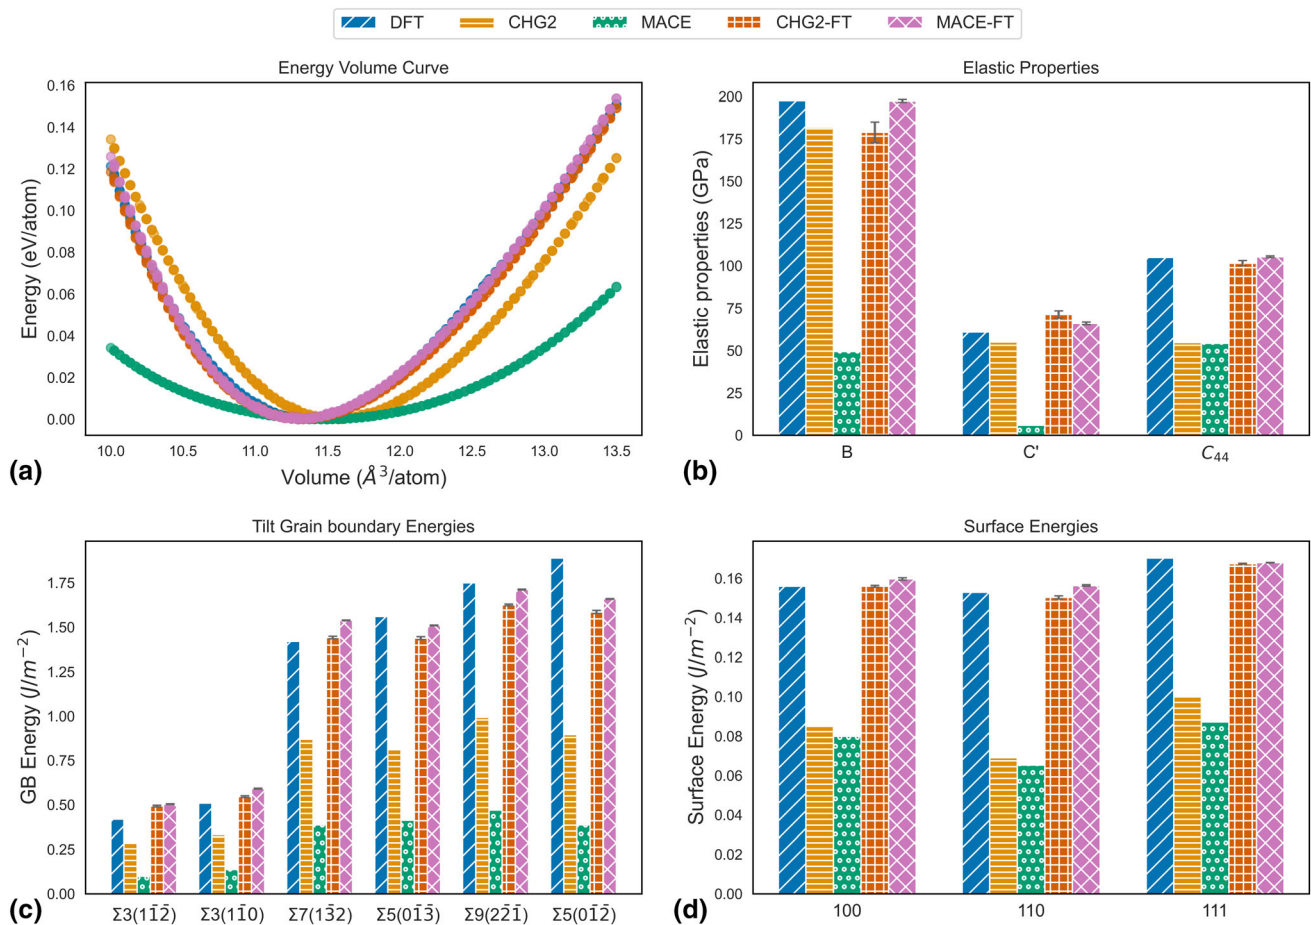 DFT CHG2 MACE CHG2-FT MACE-FT
Energy Volume Curve
Energy (eV/atom)
0.16
0.14
0.12
0.10
0.08
0.06
0.04
0.02
0.00
10.0 10.5 11.0 11.5 12.0 12.5 13.0 13.5
Volume (Å³/atom)
(a)
Elastic Properties
Elastic properties (GPa)
200
175
150
125
100
75
50
25
0
B C' C₄₄
(b)
Tilt Grain boundary Energies
GB Energy (J/m⁻²)
1.75
1.50
1.25
1.00
0.75
0.50
0.25
0.00
Σ3(11̄2̄) Σ3(11̄0) Σ7(13̄2) Σ5(01̄3̄) Σ9(22̄1̄) Σ5(01̄2̄)
(c)
Surface Energies
Surface Energy (J/m⁻²)
0.16
0.14
0.12
0.10
0.08
0.06
0.04
0.02
0.00
100 110 111
(d)